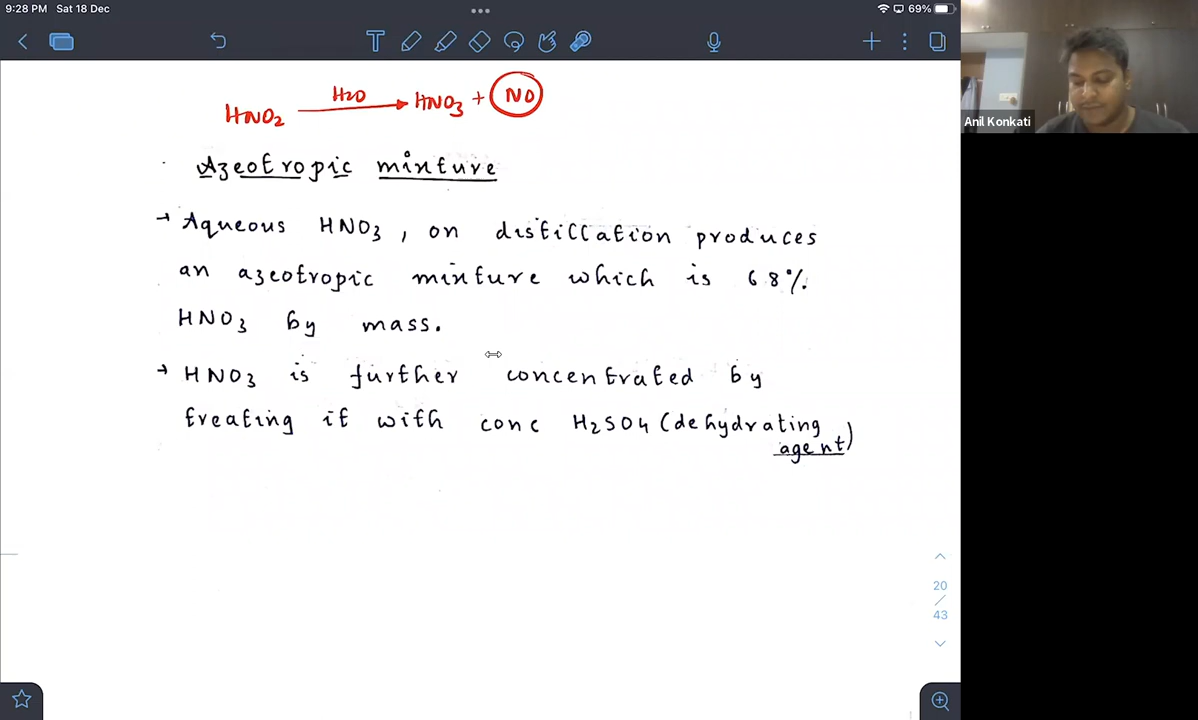 9:28 PM Sat 18 Dec
69%
HNO₂ —H₂O→ HNO₃ + NO
Azeotropic mixture
→ Aqueous HNO₃, on distillation produces
an azeotropic mixture which is 68%
HNO₃ by mass.
→ HNO₃ is further concentrated by
treating it with conc H₂SO₄ (dehydrating
agent)
Anil Konkati
20
/
43